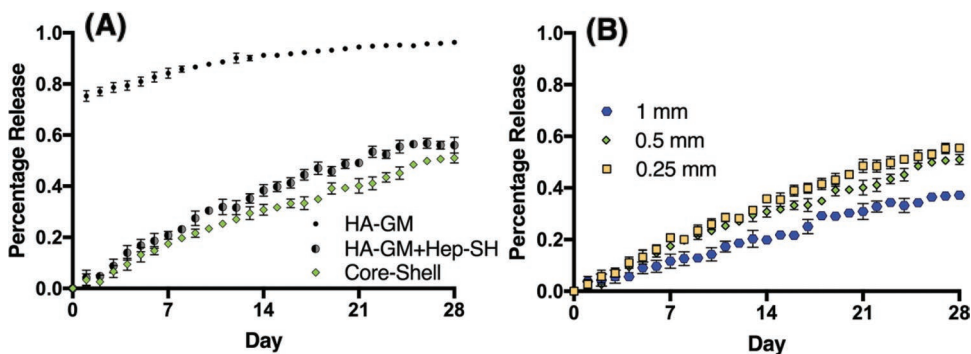 (A)
Percentage Release
1.0
0.8
0.6
0.4
0.2
0.0
HA-GM
HA-GM+Hep-SH
Core-Shell
0 7 14 21 28
Day
(B)
Percentage Release
1.0
0.8
0.6
0.4
0.2
0.0
1 mm
0.5 mm
0.25 mm
0 7 14 21 28
Day